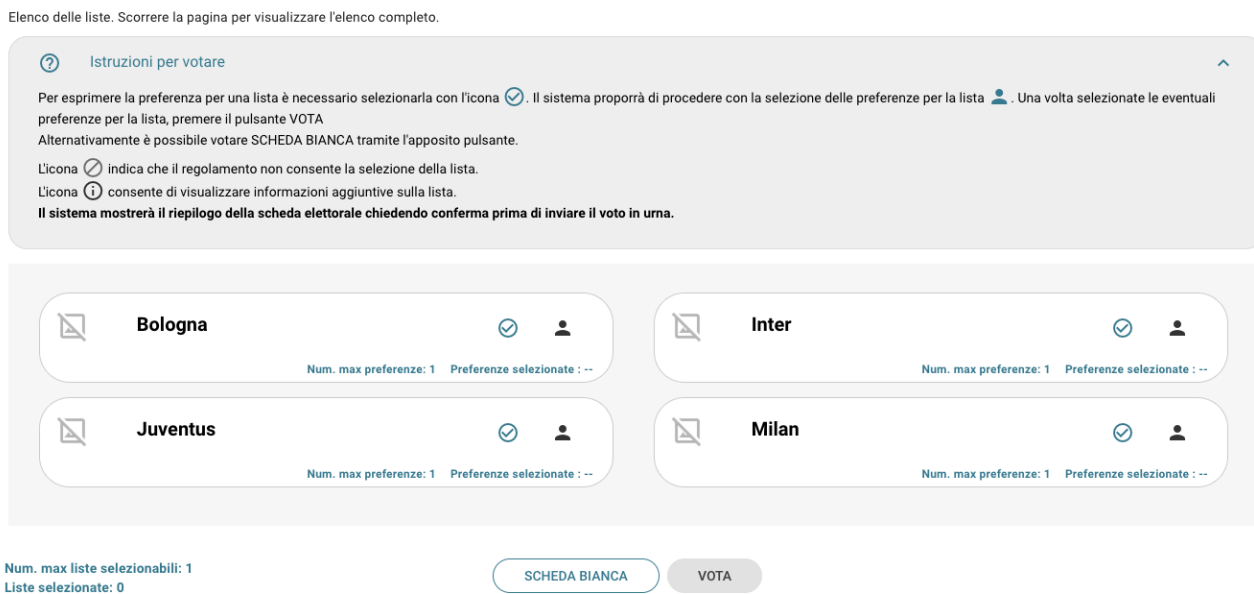 Elenco delle liste. Scorrere la pagina per visualizzare l'elenco completo.
Istruzioni per votare
Per esprimere la preferenza per una lista è necessario selezionarla con l'icona . Il sistema proporrà di procedere con la selezione delle preferenze per la lista . Una volta selezionate le eventuali
preferenze per la lista, premere il pulsante VOTA
Alternativamente è possibile votare SCHEDA BIANCA tramite l'apposito pulsante.
L'icona indica che il regolamento non consente la selezione della lista.
L'icona consente di visualizzare informazioni aggiuntive sulla lista.
Il sistema mostrerà il riepilogo della scheda elettorale chiedendo conferma prima di inviare il voto in urna.
Bologna
Num. max preferenze: 1 Preferenze selezionate : --
Inter
Num. max preferenze: 1 Preferenze selezionate : --
Juventus
Num. max preferenze: 1 Preferenze selezionate : --
Milan
Num. max preferenze: 1 Preferenze selezionate : --
Num. max liste selezionabili: 1
Liste selezionate: 0
SCHEDA BIANCA
VOTA